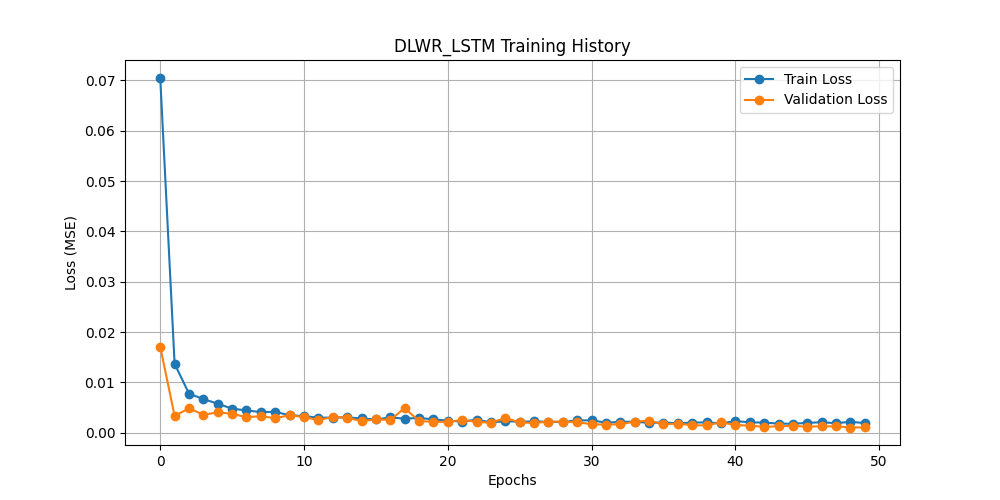 DLWR_LSTM Training History
Train Loss
Validation Loss
0.07
0.06
0.05
0.04
0.03
0.02
0.01
0.00
Loss (MSE)
0 10 20 30 40 50
Epochs